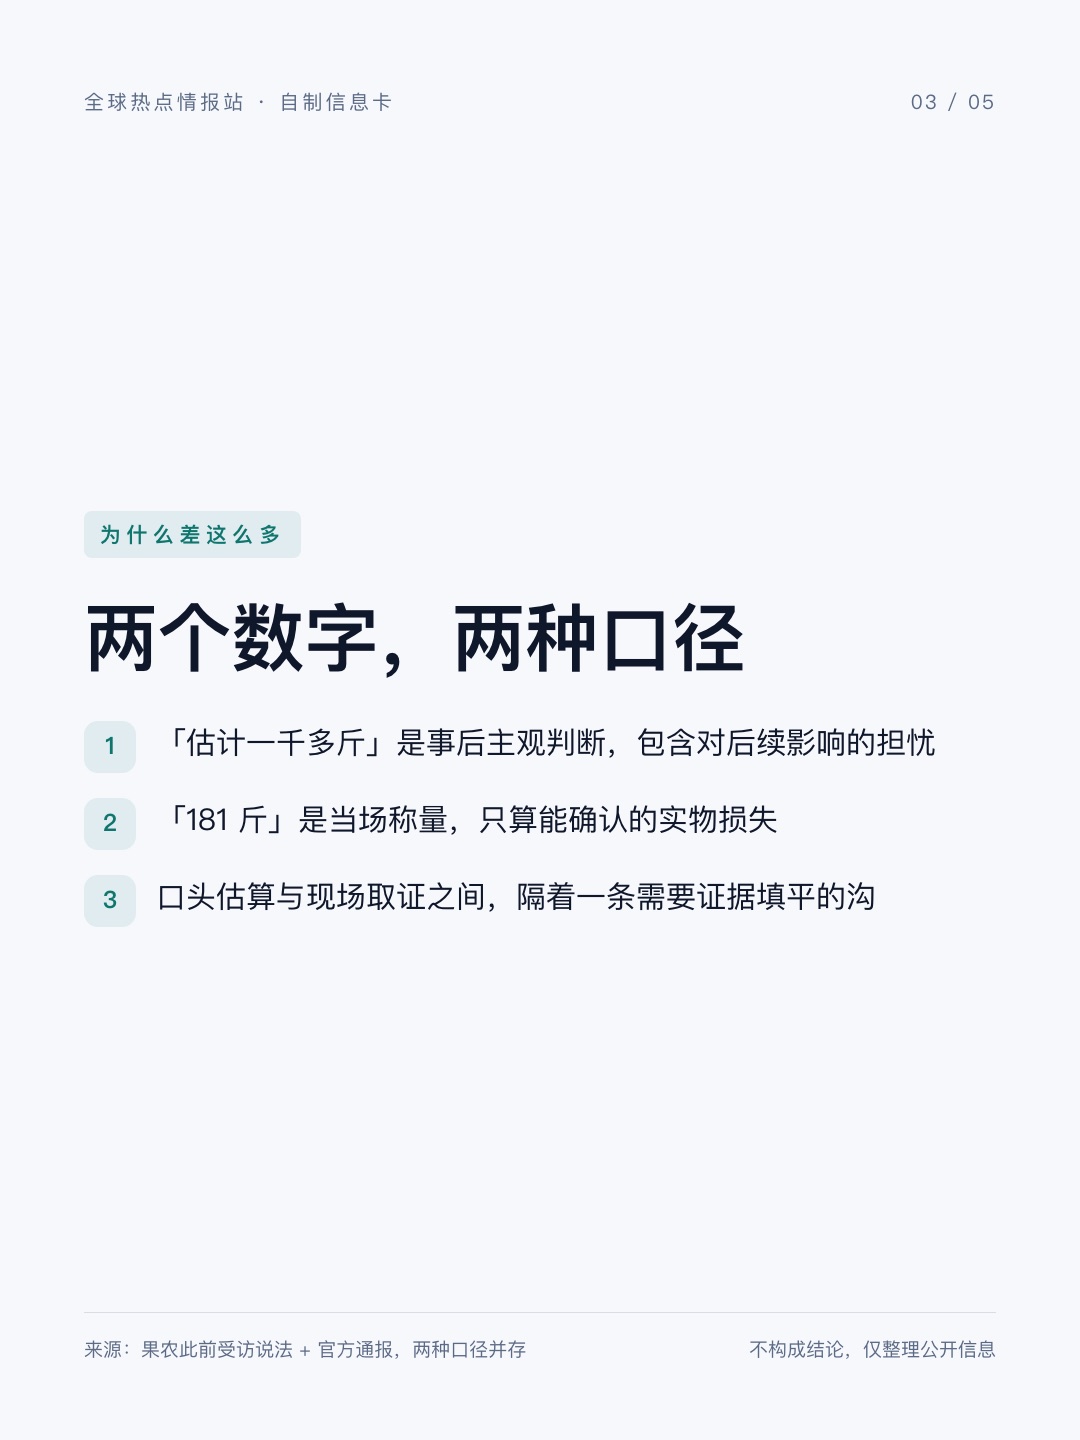 全球热点情报站 · 自制信息卡
03 / 05
为什么差这么多
两个数字，两种口径
1 「估计一千多斤」是事后主观判断，包含对后续影响的担忧
2 「181 斤」是当场称量，只算能确认的实物损失
3 口头估算与现场取证之间，隔着一条需要证据填平的沟
来源：果农此前受访说法 + 官方通报，两种口径并存
不构成结论，仅整理公开信息